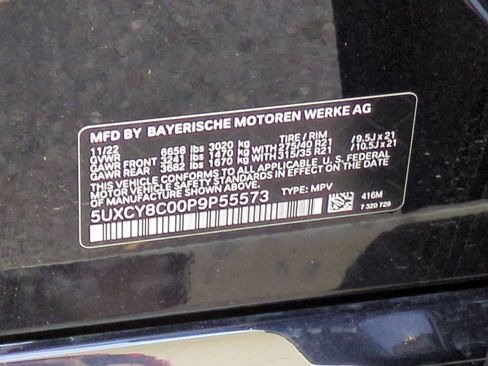 MFD BY BAYERISCHE MOTOREN WERKE AG
11/22 6658 lbs 3020 kg TIRE / RIM
GVWR 3241 lbs 1470 kg 275/40 R21 / 9.5J x 21
GAWR FRONT 3682 lbs 1670 kg 315/35 R21 / 10.5J x 21
GAWR REAR
THIS VEHICLE CONFORMS TO ALL APPLICABLE U.S. FEDERAL
MOTOR VEHICLE SAFETY STANDARDS IN EFFECT ON THE DATE
OF MANUFACTURE SHOWN ABOVE.
5UXCY8C00P9P55573 TYPE: MPV
416M
7 320 729